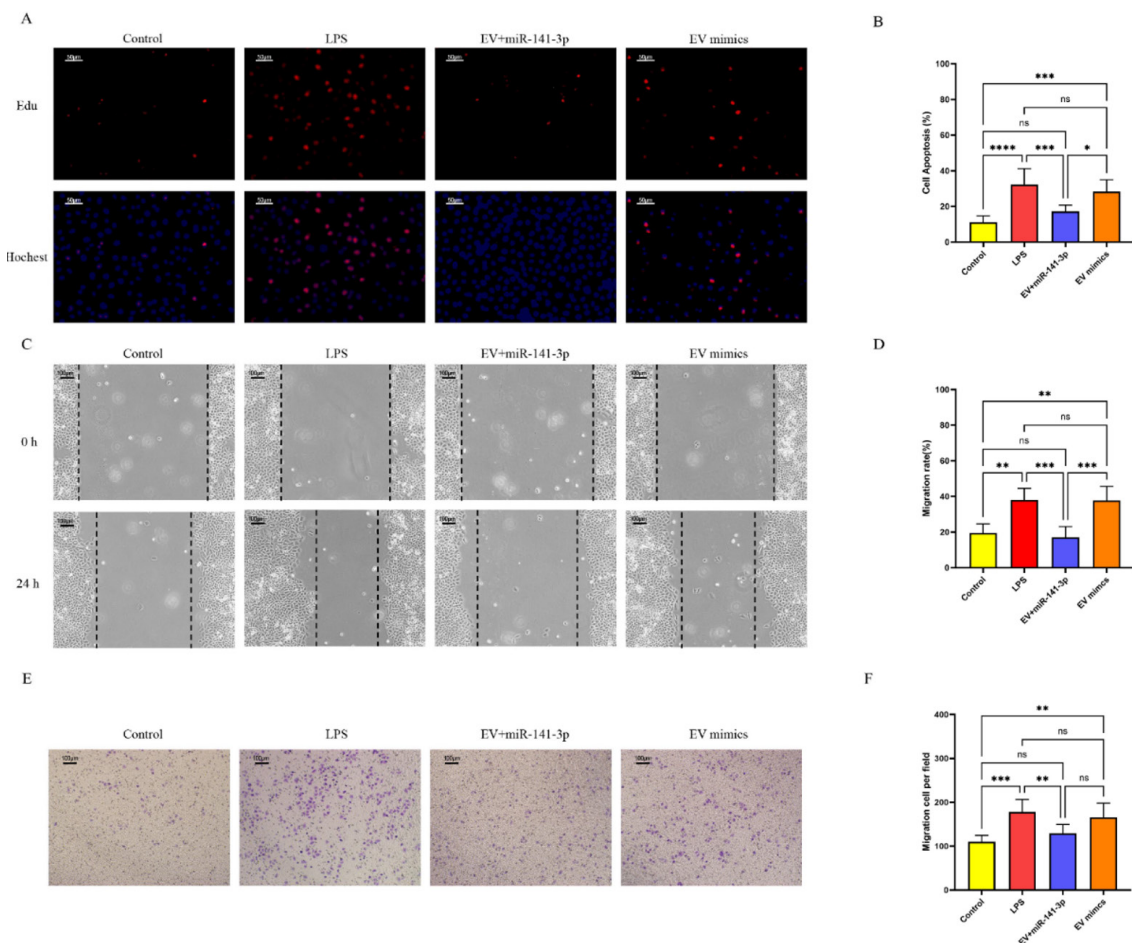 A
Control LPS EV+miR-141-3p EV mimics
Edu
50μm 50μm 50μm 50μm
Hochest
50μm 50μm 50μm 50μm
B
Cell Apoptosis (%)
100
80
60
40
20
0
***
ns
ns
**** *** *
Control LPS EV+miR-141-3p EV mimics
C
Control LPS EV+miR-141-3p EV mimics
0 h
100μm 100μm 100μm 100μm
24 h
100μm 100μm 100μm 100μm
D
Migration rate(%)
100
80
60
40
20
0
**
ns
ns
** *** ***
Control LPS EV+miR-141-3p EV mimcs
E
Control LPS EV+miR-141-3p EV mimics
100μm 100μm 100μm 100μm
F
Migration cell per field
400
300
200
100
0
**
ns
ns
*** ** ns
Control LPS EV+miR-141-3p EV mimcs